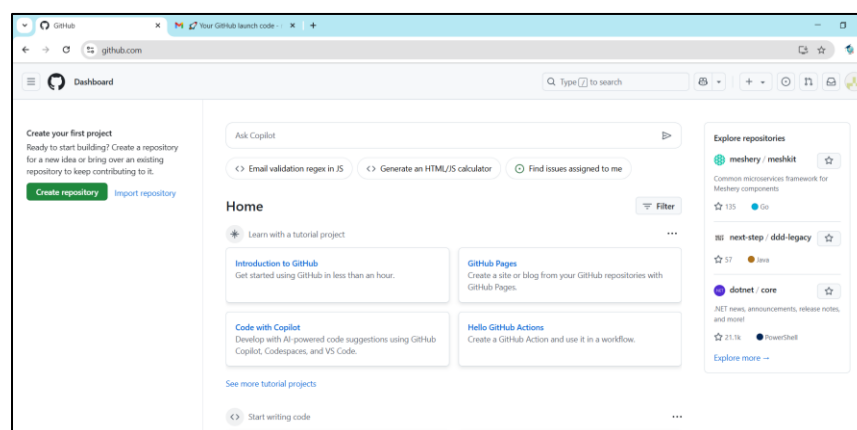 GitHub
Your GitHub launch code -
github.com
Dashboard
Type / to search
Create your first project
Ready to start building? Create a repository
for a new idea or bring over an existing
repository to keep contributing to it.
Create repository
Import repository
Ask Copilot
Email validation regex in JS
Generate an HTML/JS calculator
Find issues assigned to me
Home
Filter
Learn with a tutorial project
Introduction to GitHub
Get started using GitHub in less than an hour.
GitHub Pages
Create a site or blog from your GitHub repositories with
GitHub Pages.
Code with Copilot
Develop with AI-powered code suggestions using GitHub
Copilot, Codespaces, and VS Code.
Hello GitHub Actions
Create a GitHub Action and use it in a workflow.
See more tutorial projects
Start writing code
Explore repositories
meshery / meshkit
Common microservices framework for
Meshery components
135 Go
next-step / ddd-legacy
57 Java
dotnet / core
.NET news, announcements, release notes,
and more!
21.1k PowerShell
Explore more →